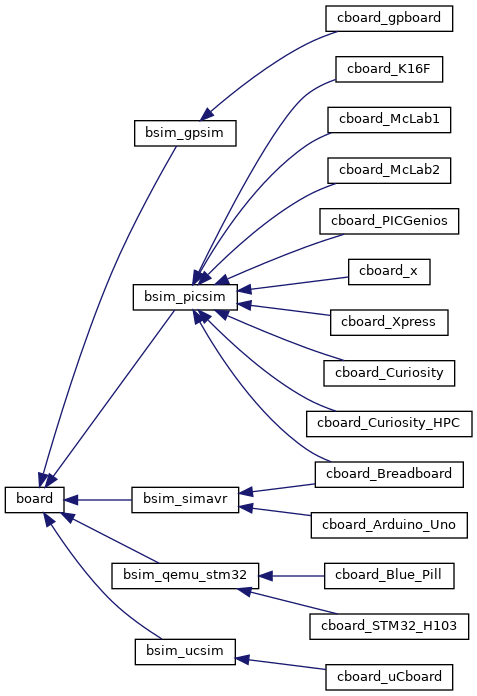 cboard_gpboard
cboard_K16F
cboard_McLab1
bsim_gpsim
cboard_McLab2
cboard_PICGenios
cboard_x
bsim_picsim
cboard_Xpress
cboard_Curiosity
cboard_Curiosity_HPC
cboard_Breadboard
board
bsim_simavr
cboard_Arduino_Uno
bsim_qemu_stm32
cboard_Blue_Pill
cboard_STM32_H103
bsim_ucsim
cboard_uCboard